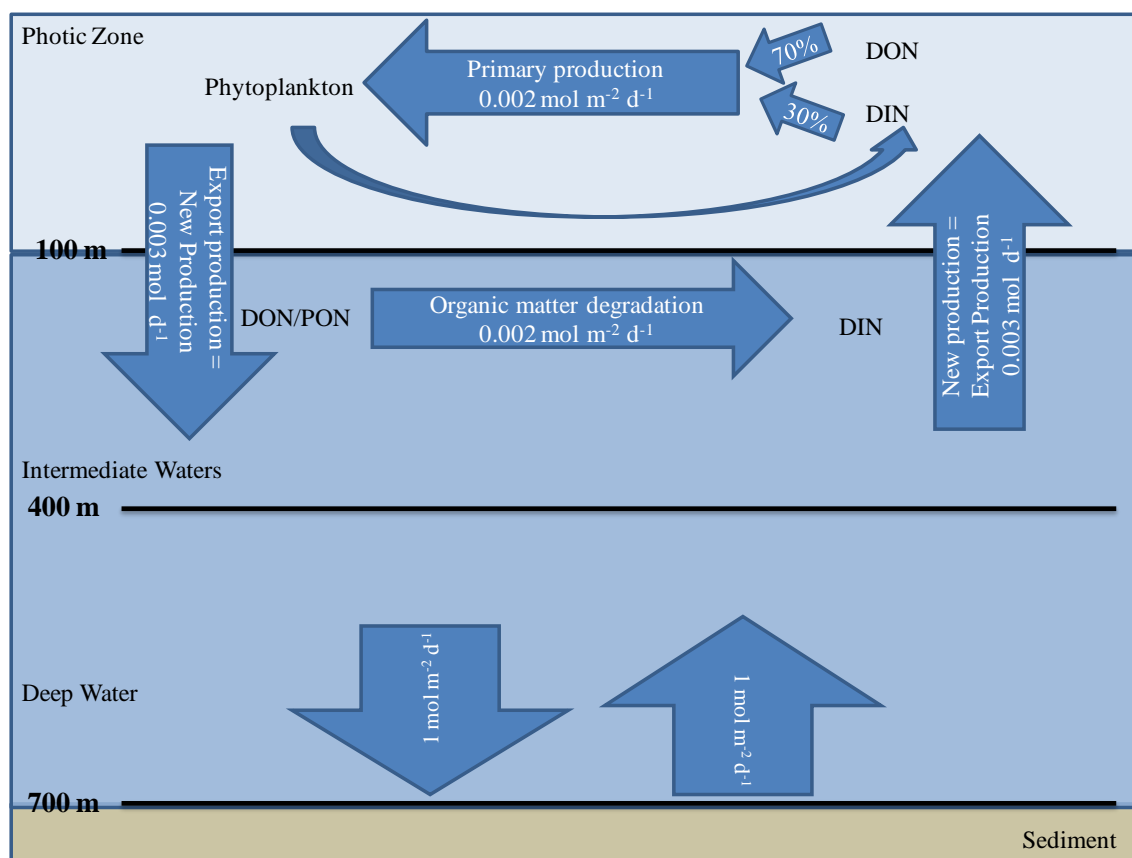 Photic Zone
Phytoplankton
Primary production
0.002 mol m⁻² d⁻¹
70%
DON
30%
DIN
Export production =
New Production
0.003 mol   d⁻¹
New production =
Export Production
0.003 mol   d⁻¹
100 m
DON/PON
Organic matter degradation
0.002 mol m⁻² d⁻¹
DIN
Intermediate Waters
400 m
Deep Water
1 mol m⁻² d⁻¹
1 mol m⁻² d⁻¹
700 m
Sediment